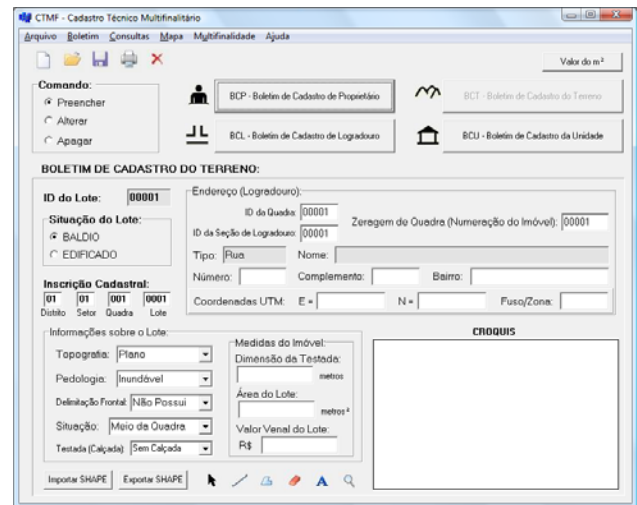 CTMF - Cadastro Técnico Multifinalitário
Arquivo Boletim Consultas Mapa Multifinalidade Ajuda
Valor do m²
Comando:
Preencher
Alterar
Apagar
BCP - Boletim de Cadastro de Proprietário
BCT - Boletim de Cadastro do Terreno
BCL - Boletim de Cadastro de Logradouro
BCU - Boletim de Cadastro da Unidade
BOLETIM DE CADASTRO DO TERRENO:
ID do Lote: 00001
Situação do Lote:
BALDIO
EDIFICADO
Inscrição Cadastral:
01 01 001 0001
Distrito Setor Quadra Lote
Endereço (Logradouro):
ID da Quadra: 00001
ID da Seção de Logradouro: 00001
Zeragem de Quadra (Numeração do Imóvel): 00001
Tipo: Rua Nome:
Número: Complemento: Bairro:
Coordenadas UTM: E = N = Fuso/Zona:
Informações sobre o Lote:
Topografia: Plano
Pedologia: Inundável
Delimitação Frontal: Não Possui
Situação: Meio de Quadra
Testada (Calçada): Sem Calçada
Medidas do Imóvel:
Dimensão da Testada:
metros
Área do Lote:
metros²
Valor Venal do Lote:
R$
CROQUIS
Importar SHAPE Exportar SHAPE A